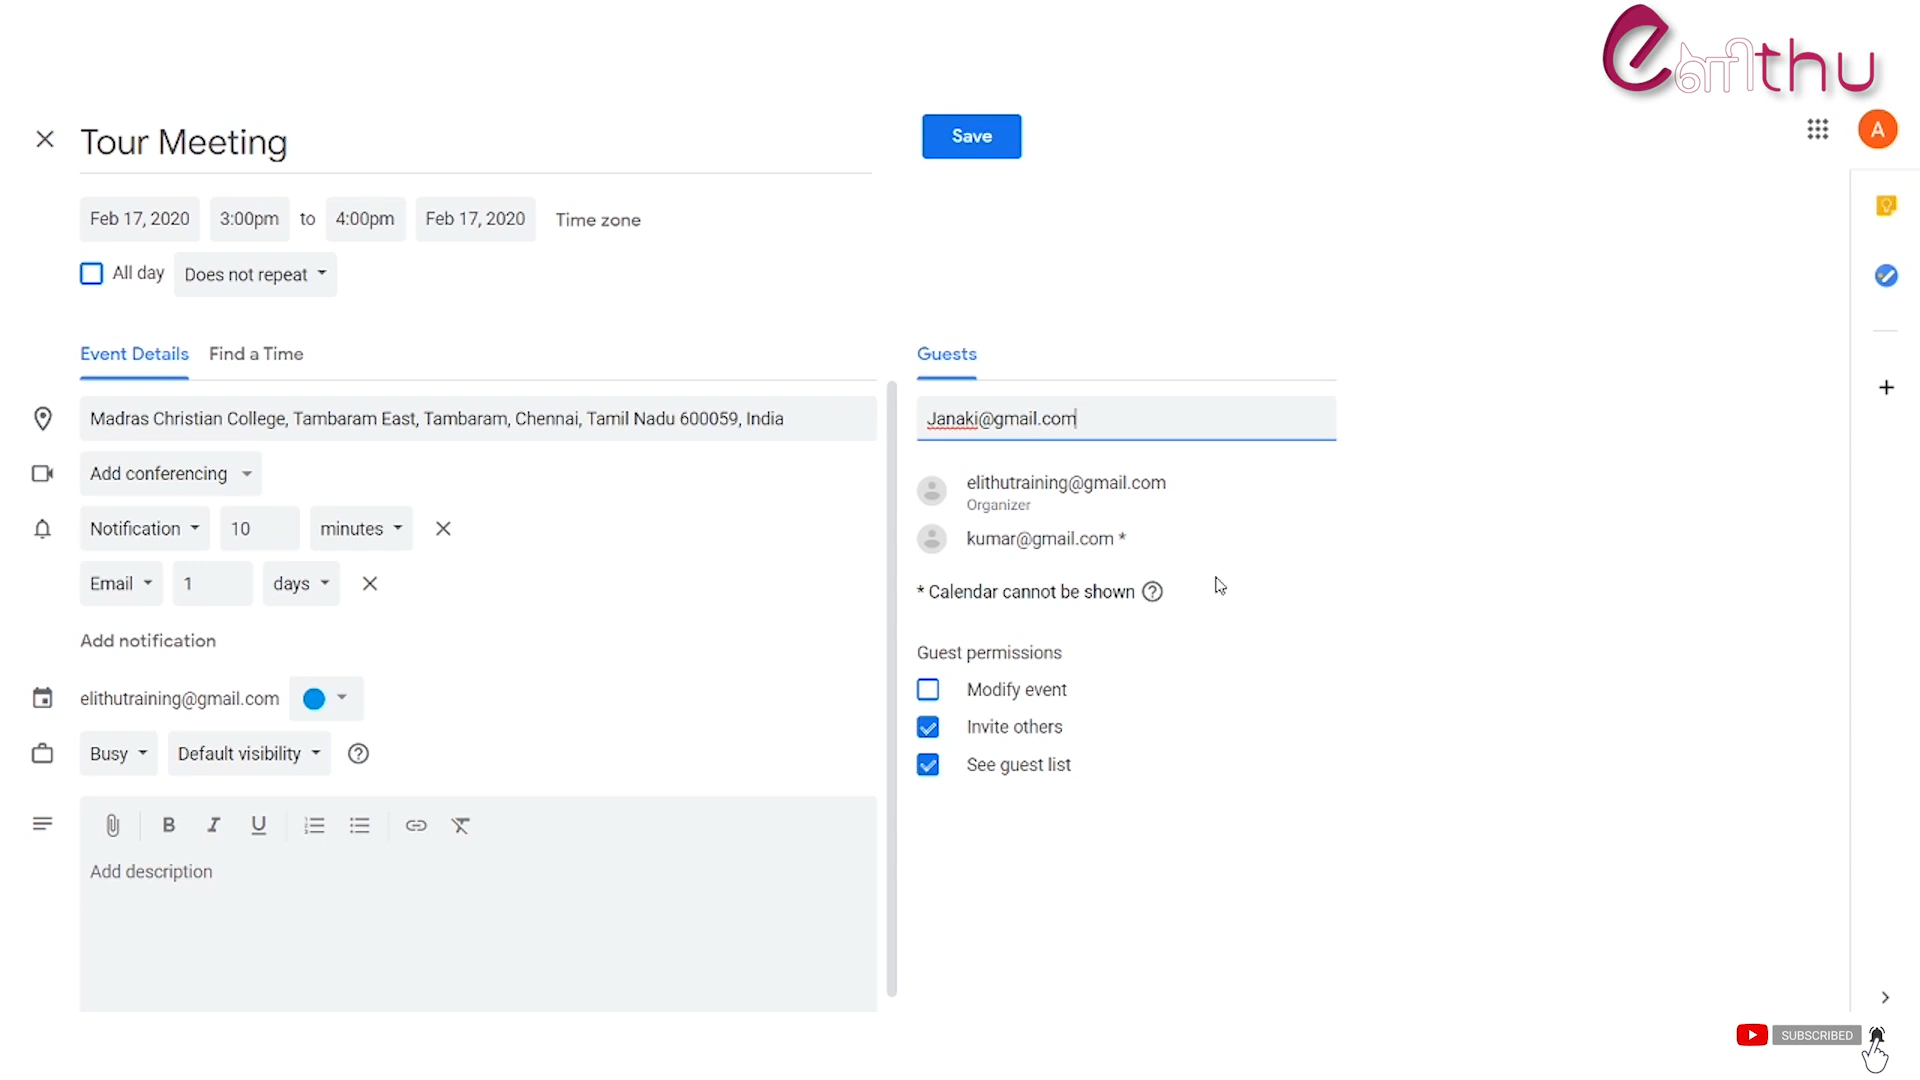 eளிthu
Tour Meeting
Save
A
Feb 17, 2020 3:00pm to 4:00pm Feb 17, 2020 Time zone
All day Does not repeat
Event Details Find a Time
Guests
Madras Christian College, Tambaram East, Tambaram, Chennai, Tamil Nadu 600059, India
Janaki@gmail.com
Add conferencing
elithutraining@gmail.com
Organizer
Notification 10 minutes
kumar@gmail.com *
Email 1 days
* Calendar cannot be shown
Add notification
Guest permissions
elithutraining@gmail.com
Modify event
Invite others
Busy Default visibility
See guest list
B I U
Add description
SUBSCRIBED